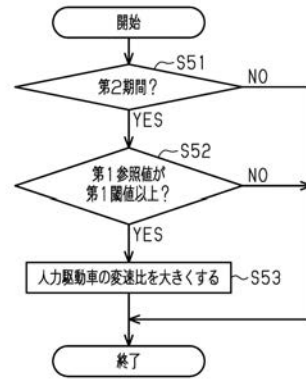 開始
S51
第2期間?
NO
YES
S52
第1参照値が
第1閾値以上?
NO
YES
人力駆動車の変速比を大きくする
S53
終了